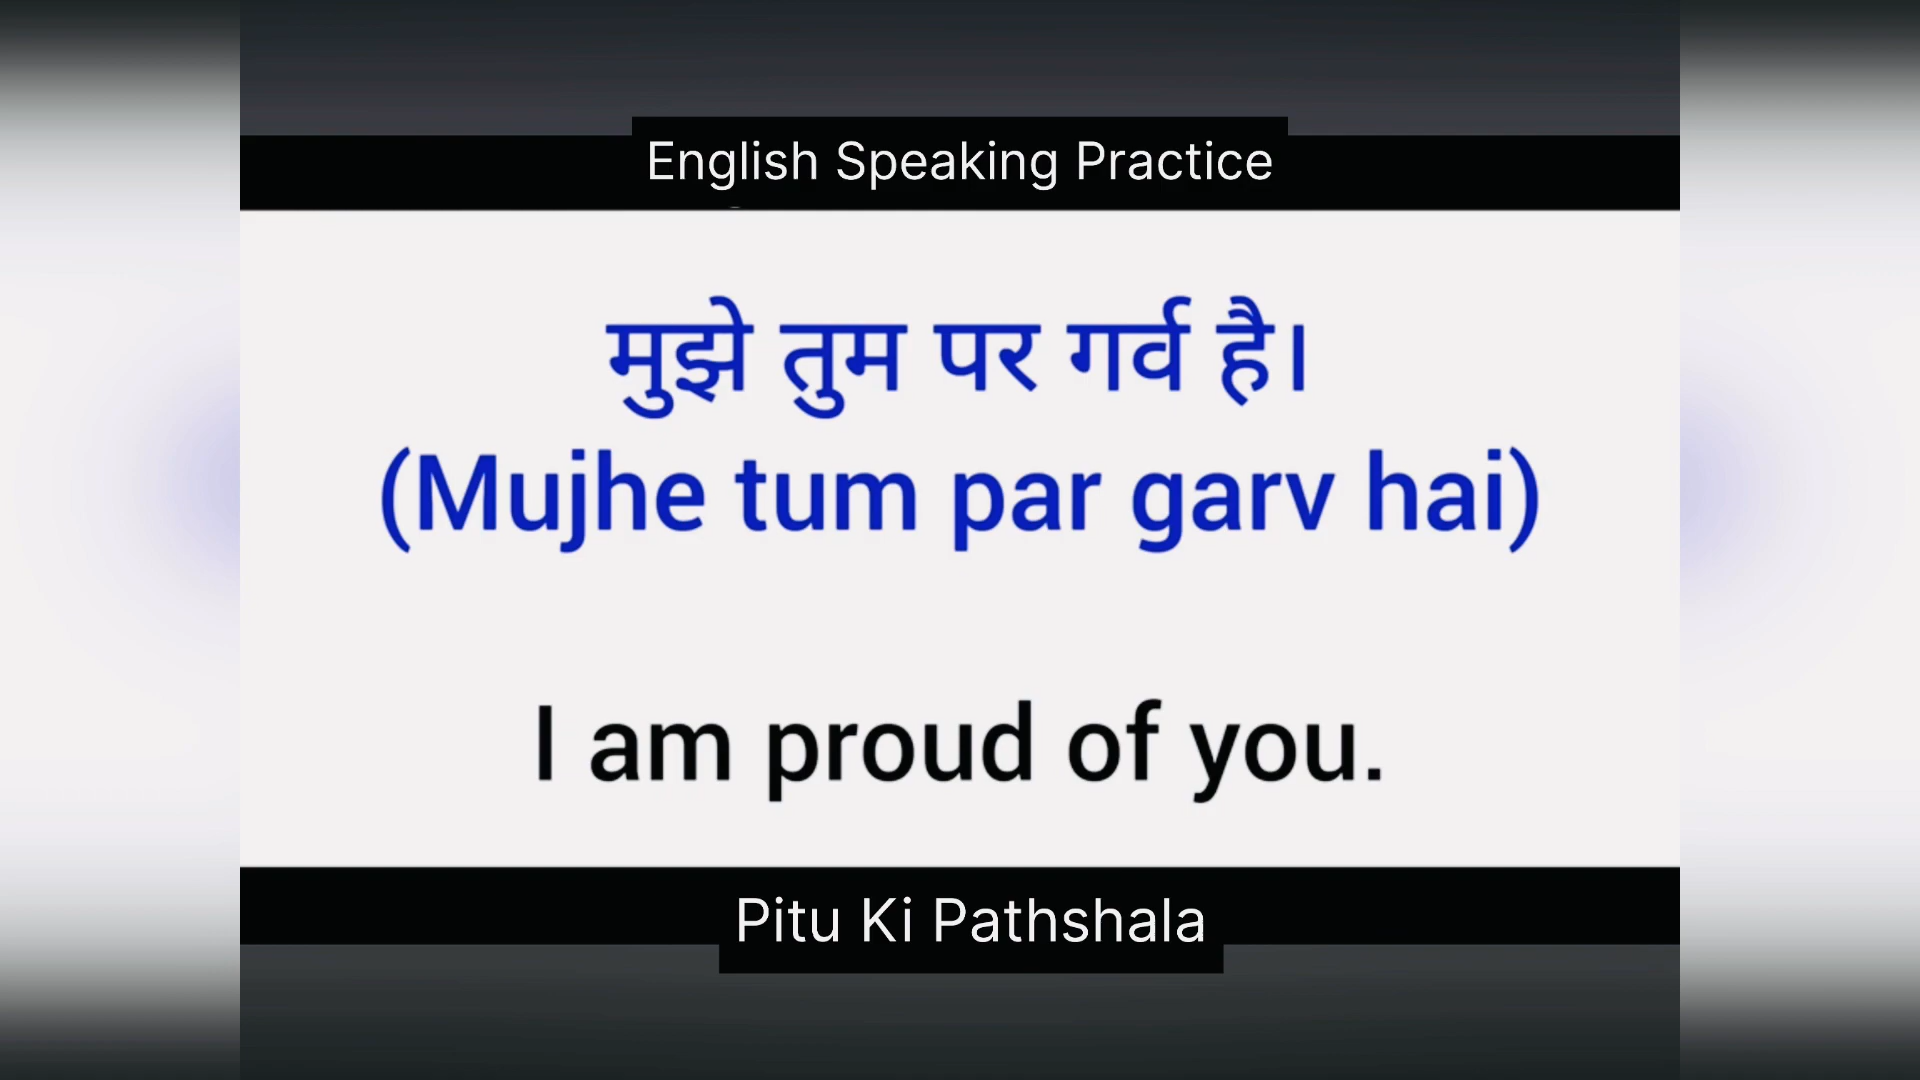 English Speaking Practice
मुझे तुम पर गर्व है।
(Mujhe tum par garv hai)
I am proud of you.
Pitu Ki Pathshala